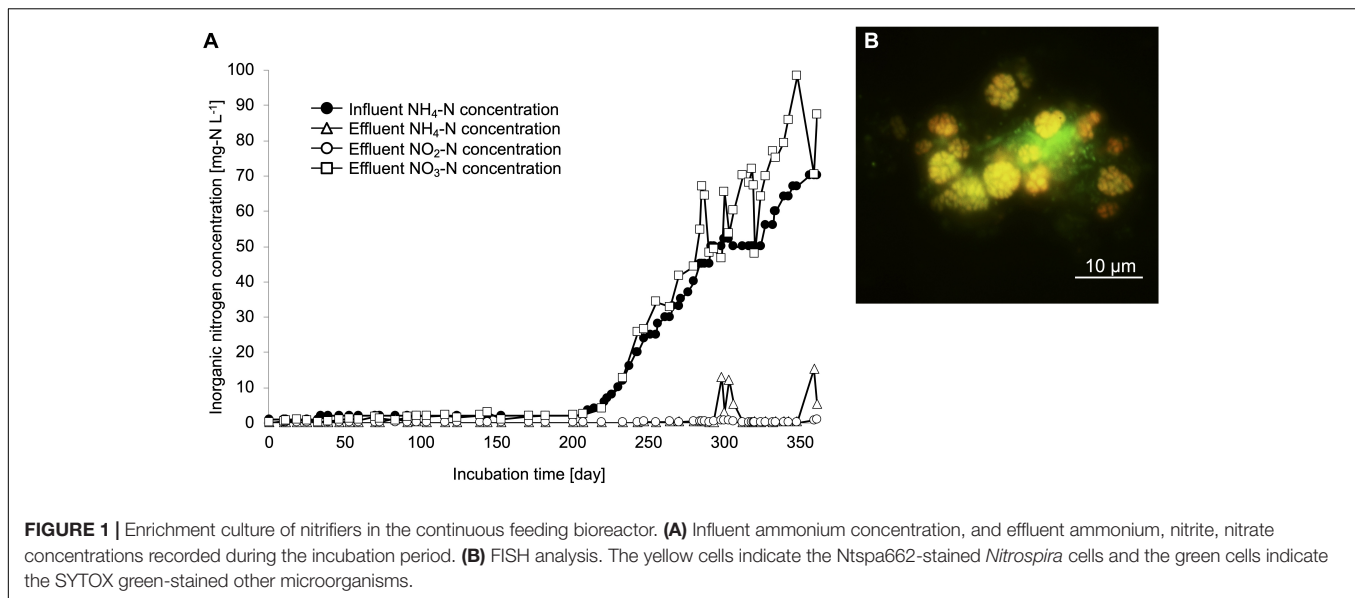 A
B
100
90
80
70
60
50
40
30
20
10
0
Inorganic nitrogen concentration [mg-N L-1]
Influent NH4-N concentration
Effluent NH4-N concentration
Effluent NO2-N concentration
Effluent NO3-N concentration
0 50 100 150 200 250 300 350
Incubation time [day]
10 µm
FIGURE 1 | Enrichment culture of nitrifiers in the continuous feeding bioreactor. (A) Influent ammonium concentration, and effluent ammonium, nitrite, nitrate
concentrations recorded during the incubation period. (B) FISH analysis. The yellow cells indicate the Ntspa662-stained Nitrospira cells and the green cells indicate
the SYTOX green-stained other microorganisms.